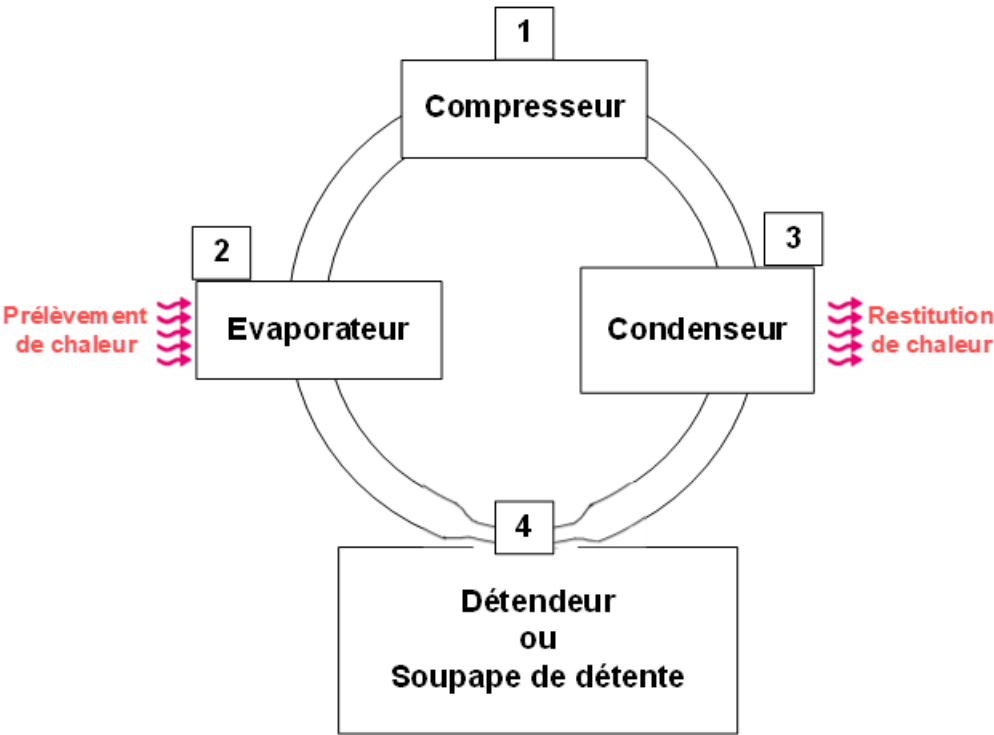 1
Compresseur
2
3
Prélèvement
de chaleur
Evaporateur
Condenseur
Restitution
de chaleur
4
Détendeur
ou
Soupape de détente